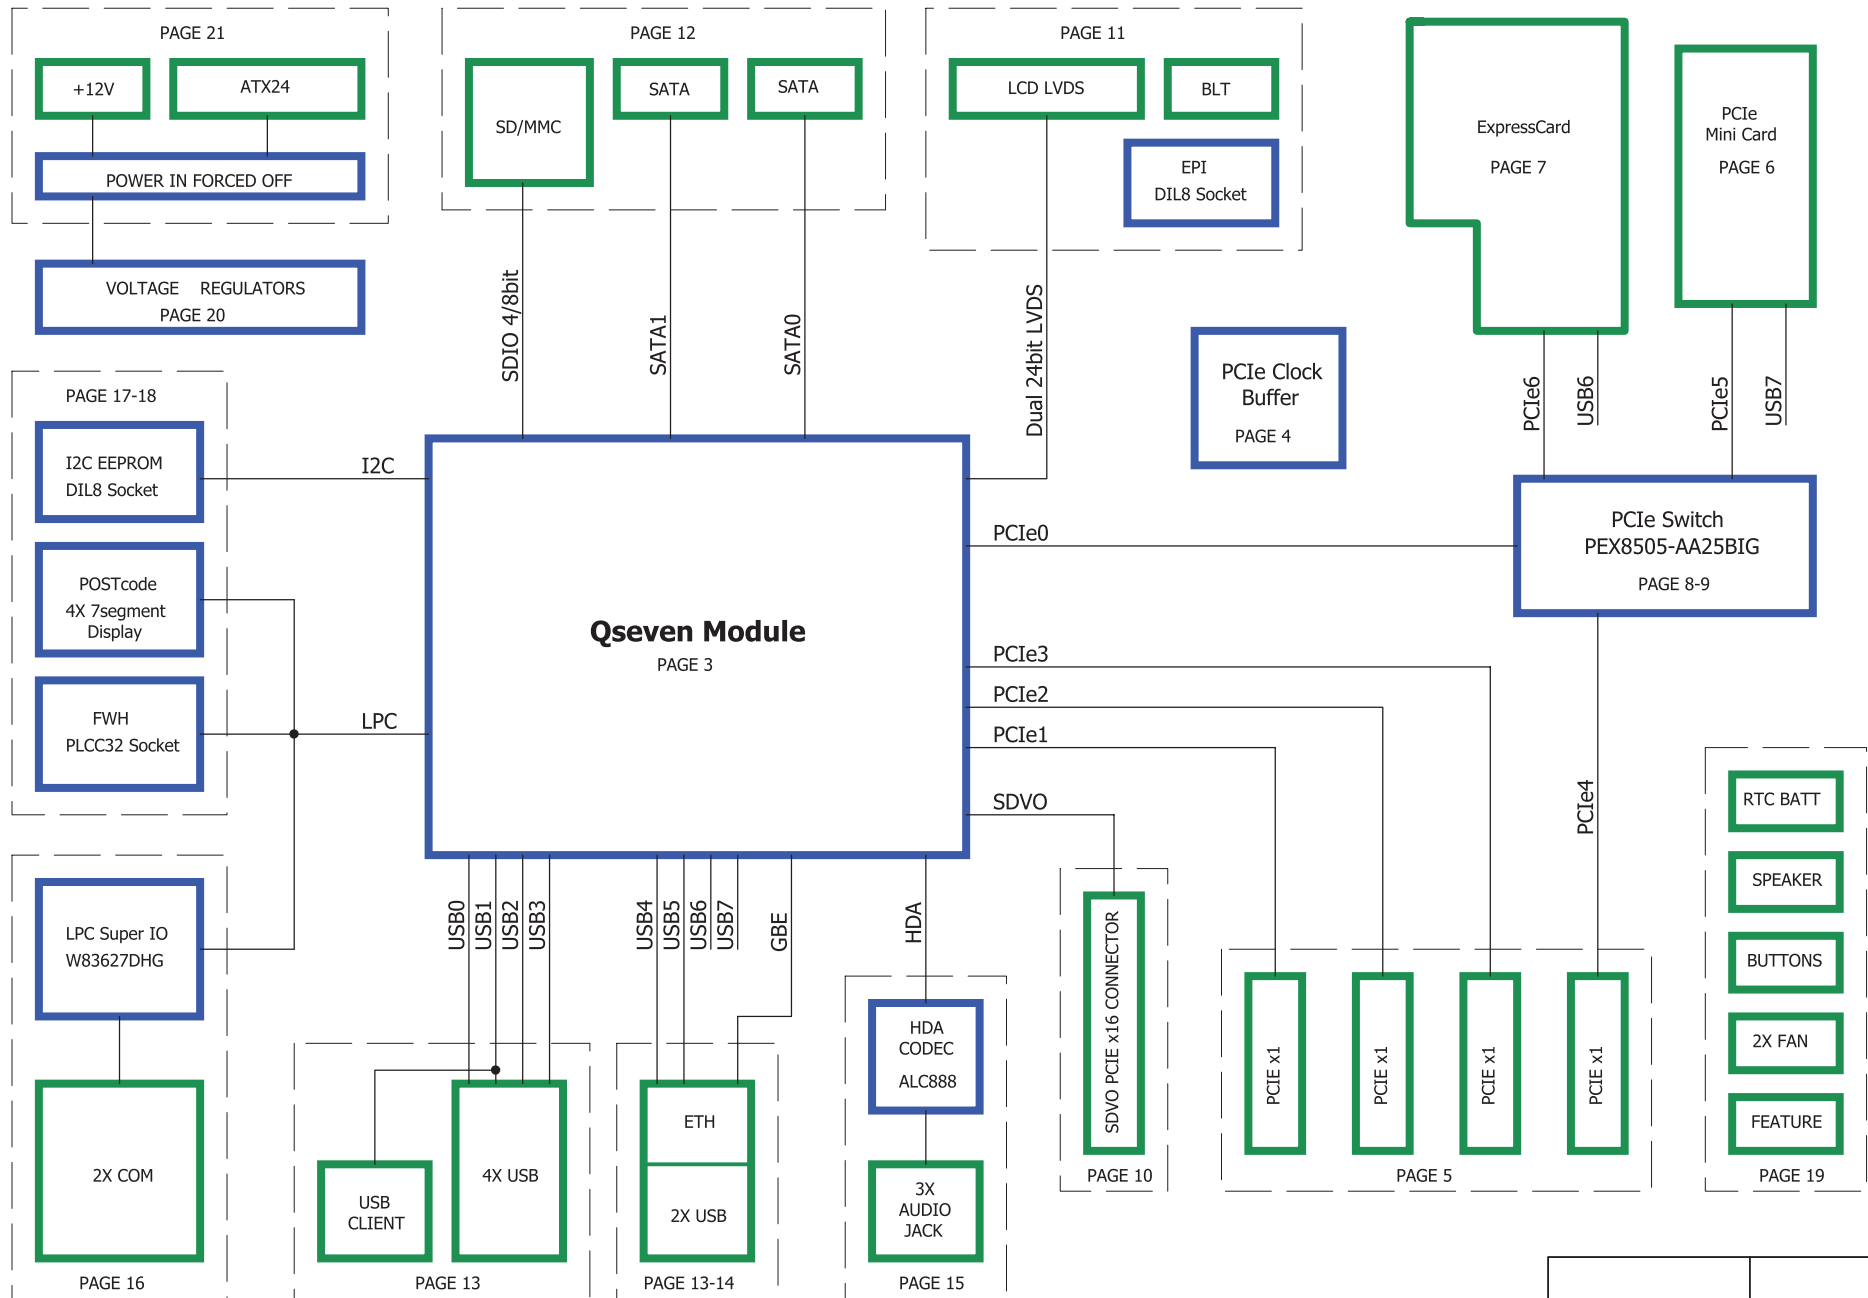 PAGE 21
+12V
ATX24
POWER IN FORCED OFF
VOLTAGE REGULATORS
PAGE 20
PAGE 12
SD/MMC
SATA
SATA
SDIO 4/8bit
SATA1
SATA0
PAGE 11
LCD LVDS
BLT
EPI
DIL8 Socket
Dual 24bit LVDS
ExpressCard
PAGE 7
PCIe
Mini Card
PAGE 6
PCIe6
USB6
PCIe5
USB7
PCIe Clock
Buffer
PAGE 4
PAGE 17-18
I2C EEPROM
DIL8 Socket
I2C
POSTcode
4X 7segment
Display
FWH
PLCC32 Socket
LPC
Qseven Module
PAGE 3
PCIe0
PCIe3
PCIe2
PCIe1
SDVO
PCIe Switch
PEX8505-AA25BIG
PAGE 8-9
PCIe4
LPC Super IO
W83627DHG
2X COM
PAGE 16
USB0
USB1
USB2
USB3
USB4
USB5
USB6
USB7
GBE
HDA
USB
CLIENT
4X USB
PAGE 13
ETH
2X USB
PAGE 13-14
HDA
CODEC
ALC888
3X
AUDIO
JACK
PAGE 15
SDVO PCIE x16 CONNECTOR
PAGE 10
PCIE x1
PCIE x1
PCIE x1
PCIE x1
PAGE 5
RTC BATT
SPEAKER
BUTTONS
2X FAN
FEATURE
PAGE 19